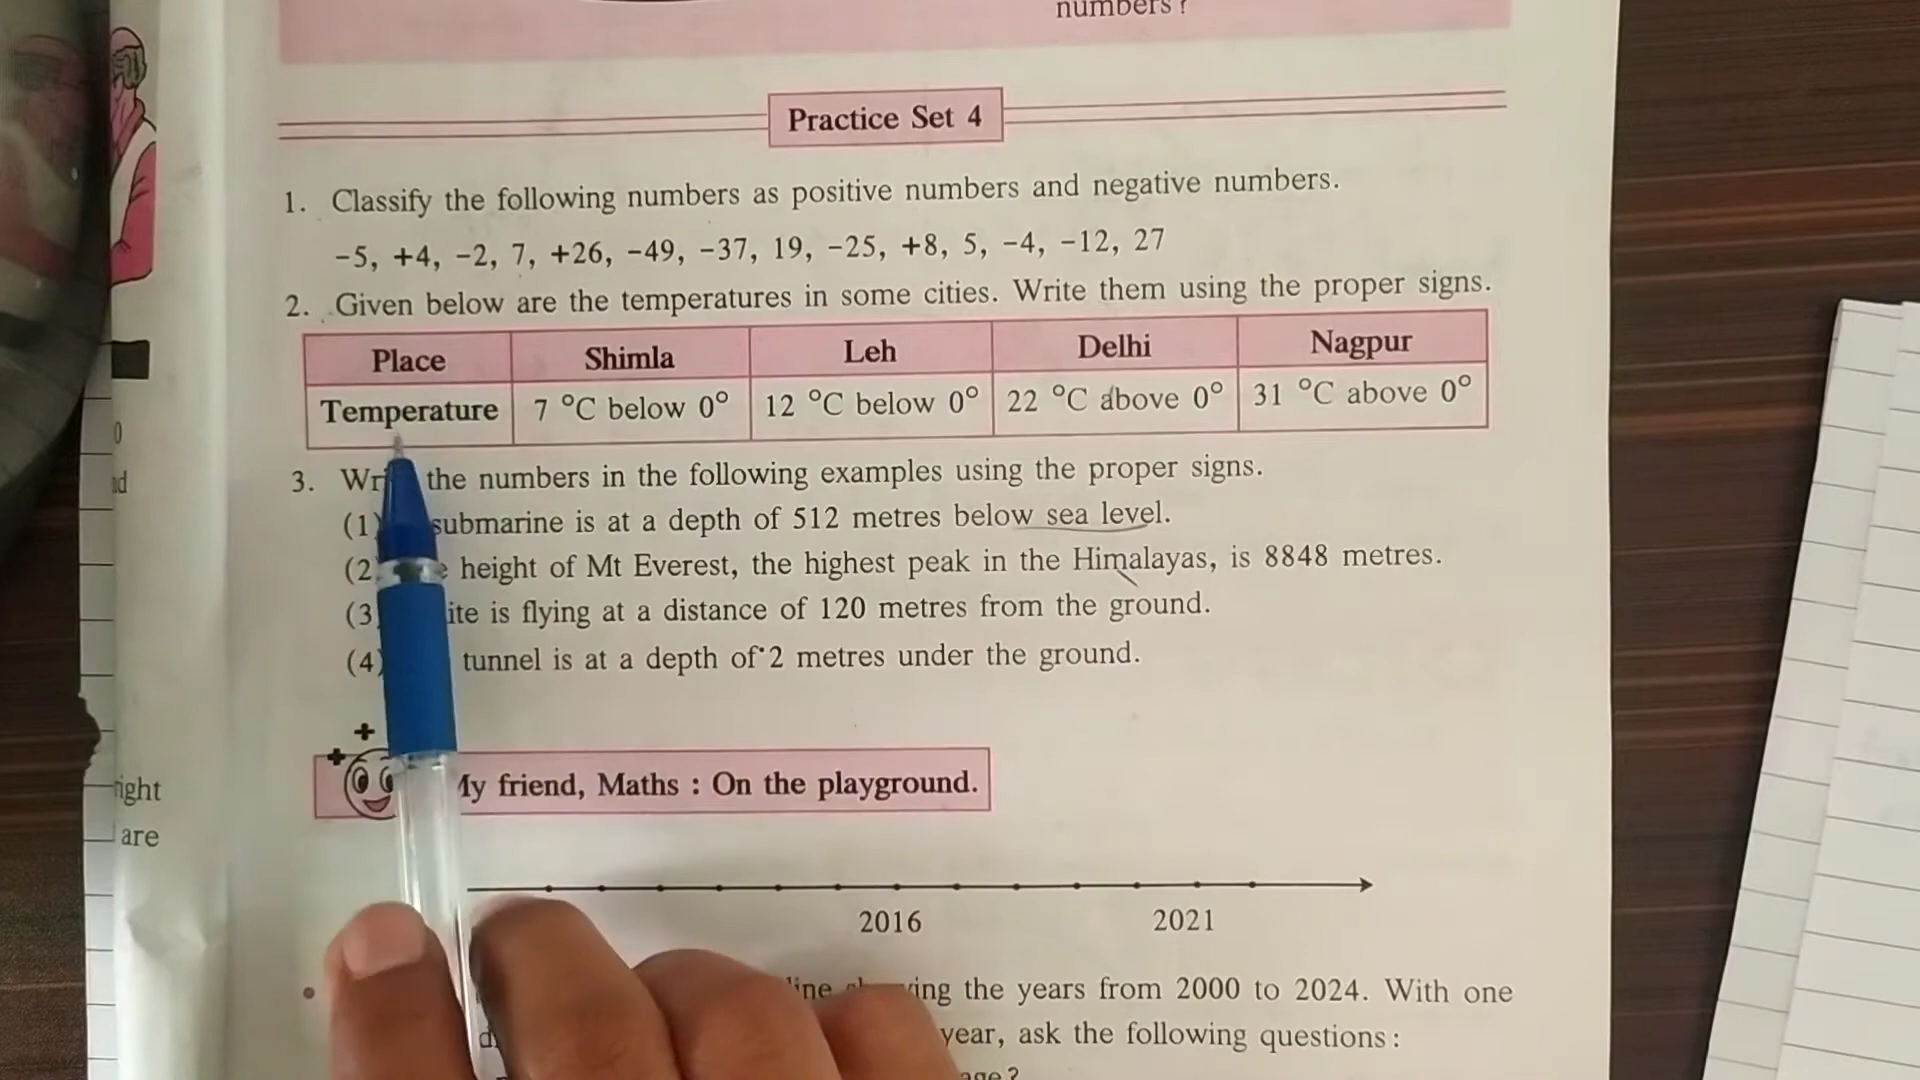 numbers?
Practice Set 4
1. Classify the following numbers as positive numbers and negative numbers.
-5, +4, -2, 7, +26, -49, -37, 19, -25, +8, 5, -4, -12, 27
2. Given below are the temperatures in some cities. Write them using the proper signs.
Place Shimla Leh Delhi Nagpur
Temperature 7 °C below 0° 12 °C below 0° 22 °C above 0° 31 °C above 0°
3. the numbers in the following examples using the proper signs.
(1) submarine is at a depth of 512 metres below sea level.
(2 height of Mt Everest, the highest peak in the Himalayas, is 8848 metres.
(3 is flying at a distance of 120 metres from the ground.
(4) tunnel is at a depth of 2 metres under the ground.
My friend, Maths : On the playground.
2016 2021
the years from 2000 to 2024. With one
year, ask the following questions:
0
are